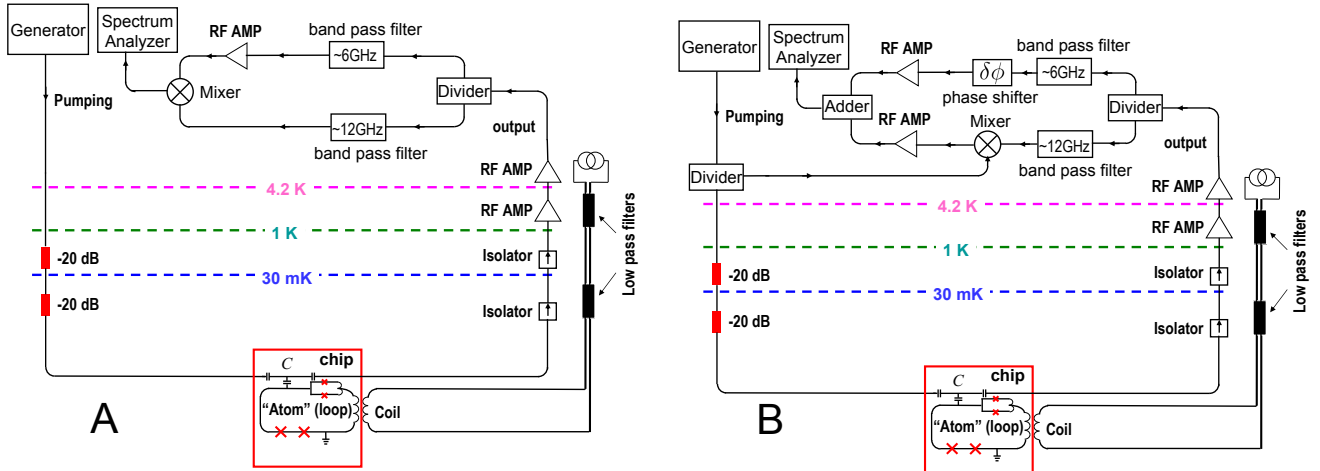 Generator
Spectrum
Analyzer
RF AMP
band pass filter
~6GHz
Pumping
Mixer
Divider
~12GHz
band pass filter
output
RF AMP
4.2 K
RF AMP
1 K
Isolator
-20 dB
30 mK
-20 dB
Isolator
Low pass filters
chip
C
"Atom" (loop)
Coil
A
Generator
Spectrum
Analyzer
RF AMP
band pass filter
δϕ
~6GHz
phase shifter
Adder
Divider
Pumping
RF AMP
Mixer
~12GHz
band pass filter
output
Divider
RF AMP
4.2 K
RF AMP
1 K
Isolator
-20 dB
30 mK
-20 dB
Isolator
Low pass filters
chip
C
"Atom" (loop)
Coil
B